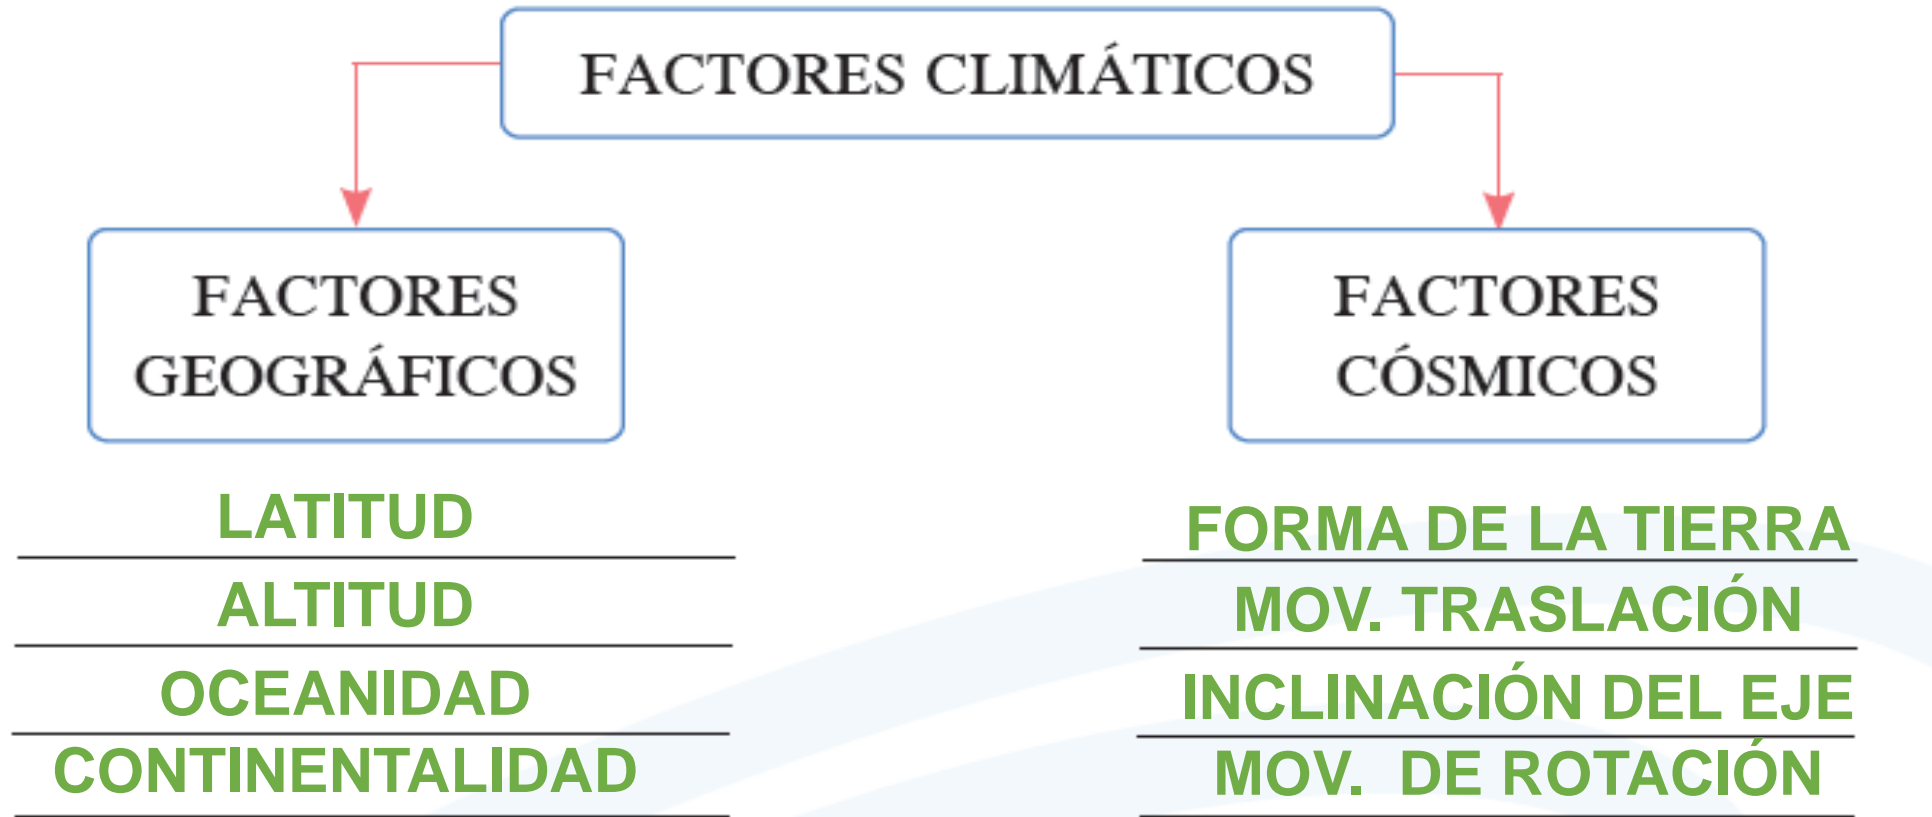 FACTORES CLIMÁTICOS
FACTORES
GEOGRÁFICOS
LATITUD
ALTITUD
OCEANIDAD
CONTINENTALIDAD
FACTORES
CÓSMICOS
FORMA DE LA TIERRA
MOV. TRASLACIÓN
INCLINACIÓN DEL EJE
MOV. DE ROTACIÓN